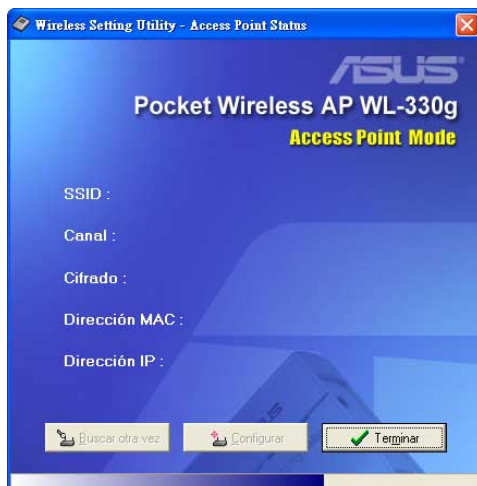 Wireless Setting Utility - Access Point Status
ASUS
Pocket Wireless AP WL-330g
Access Point Mode
SSID :
Canal :
Cifrado :
Dirección MAC :
Dirección IP :
Buscar otra vez
Configurar
Terminar